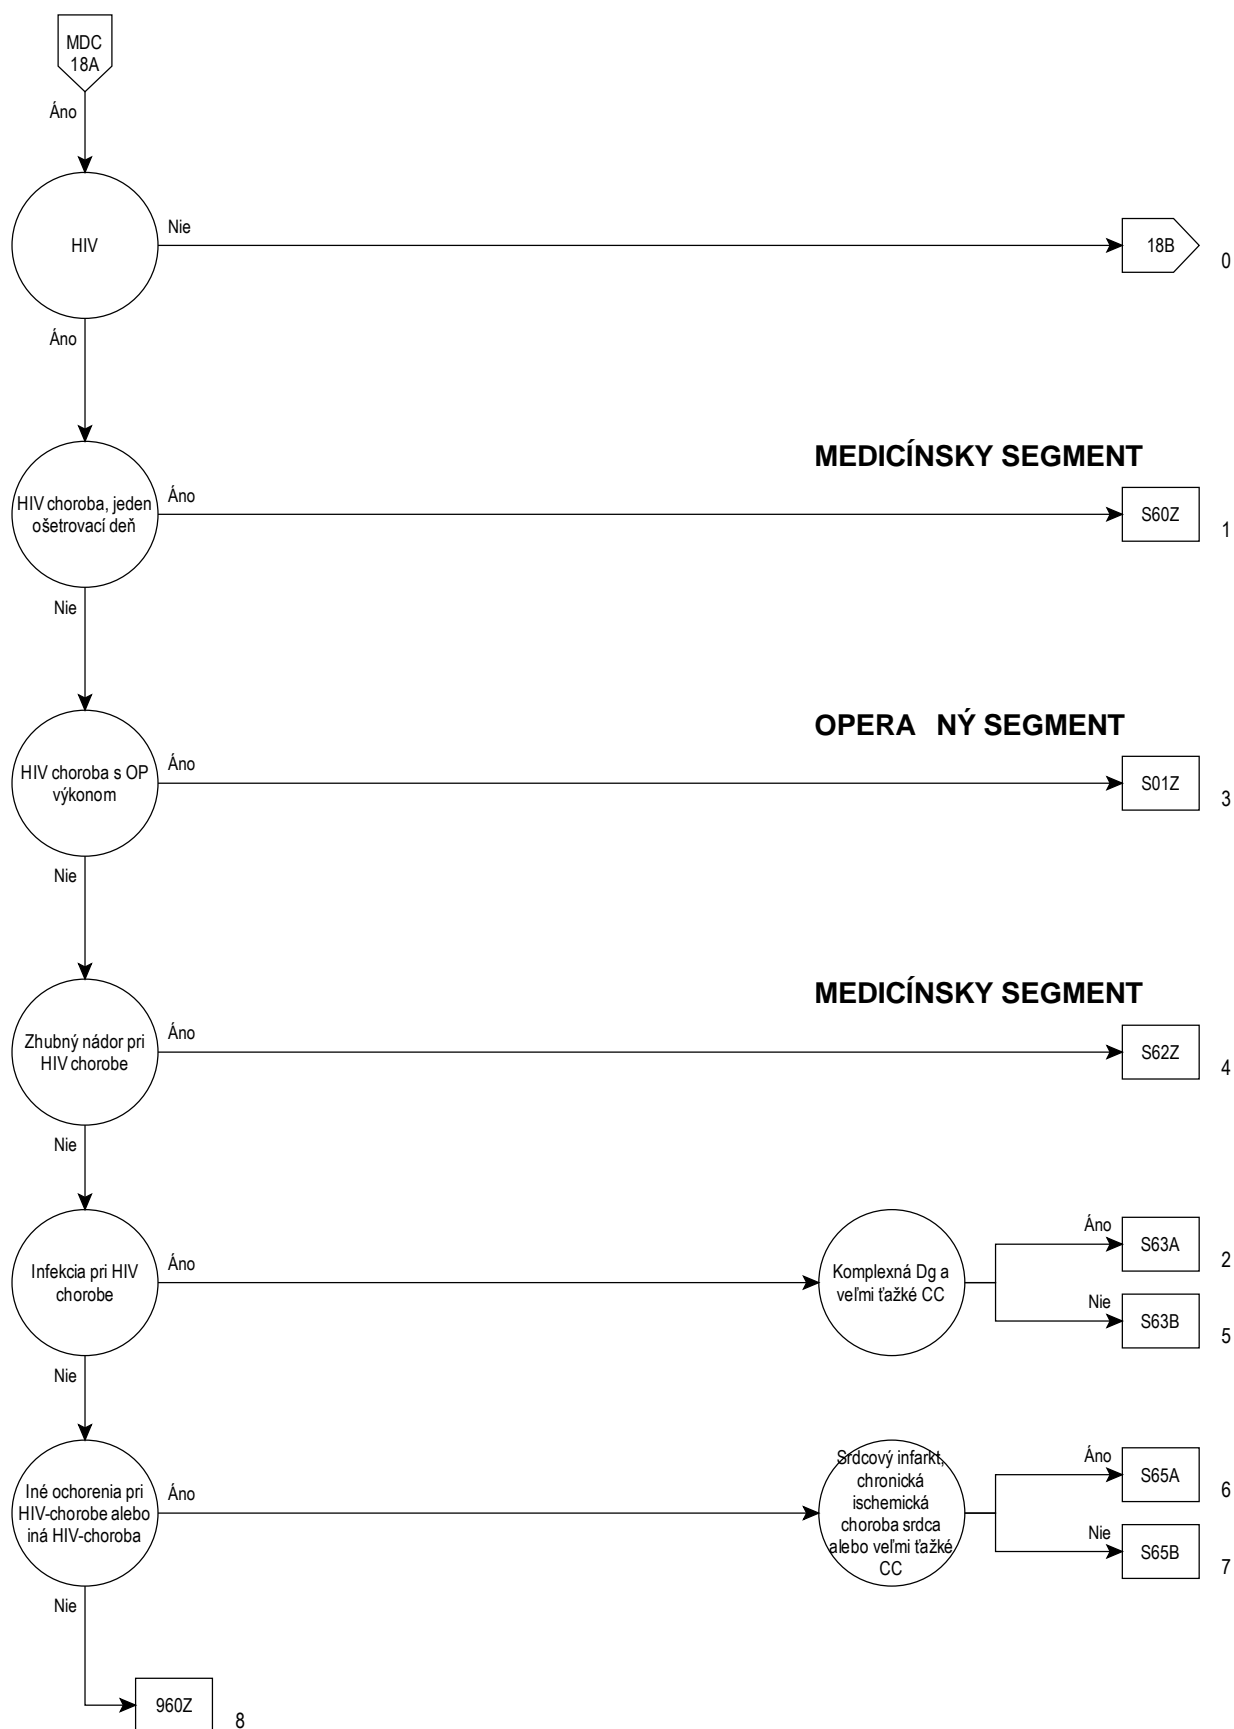 MDC
18A
Áno
HIV
Nie
18B
0
Áno
MEDICÍNSKY SEGMENT
HIV choroba, jeden
ošetrovací deň
Áno
S60Z
1
Nie
OPERA NÝ SEGMENT
HIV choroba s OP
výkonom
Áno
S01Z
3
Nie
MEDICÍNSKY SEGMENT
Zhubný nádor pri
HIV chorobe
Áno
S62Z
4
Nie
Infekcia pri HIV
chorobe
Áno
Komplexná Dg a
veľmi ťažké CC
Áno
S63A
2
Nie
S63B
5
Nie
Iné ochorenia pri
HIV-chorobe alebo
iná HIV-choroba
Áno
Srdcový infarkt,
chronická
ischemická
choroba srdca
alebo veľmi ťažké
CC
Áno
S65A
6
Nie
S65B
7
Nie
960Z
8